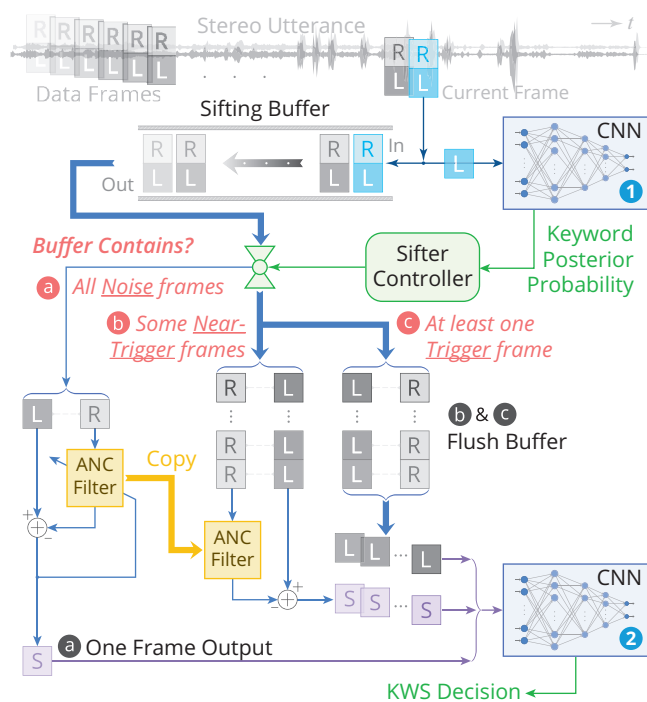 Stereo Utterance
t
R R R R R R
L L L L L L
R R
L L
Data Frames
. . .
Current Frame
Sifting Buffer
CNN
R R
L L
R R
L L
In
Out
L
1
Buffer Contains?
Sifter
Controller
Keyword
Posterior
Probability
a All Noise frames
b Some Near-
Trigger frames
c At least one
Trigger frame
L R
R L
R L
R L
R L
L R
L R
L R
b & c
Flush Buffer
ANC
Filter
Copy
+
-
ANC
Filter
+
-
L L ... L
S S ... S
CNN
2
S
a One Frame Output
KWS Decision